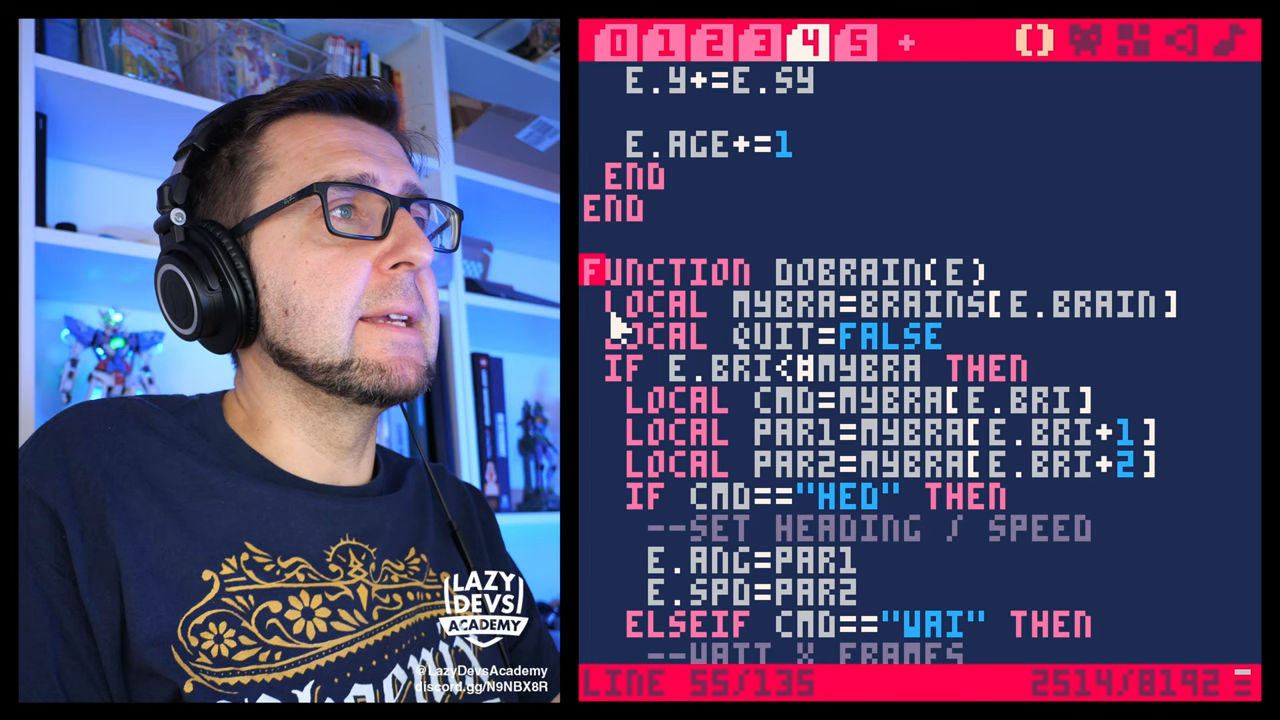 0 1 2 3 4 5 + ()
E.Y+=E.SY
E.AGE+=1
END
END
FUNCTION DOBRAIN(E)
LOCAL MYBRA=BRAINS[E.BRAIN]
LOCAL QUIT=FALSE
IF E.BRI<#MYBRA THEN
LOCAL CMD=MYBRA[E.BRI]
LOCAL PAR1=MYBRA[E.BRI+1]
LOCAL PAR2=MYBRA[E.BRI+2]
IF CMD=="HED" THEN
--SET HEADING / SPEED
E.ANG=PAR1
E.SPD=PAR2
ELSEIF CMD=="WAI" THEN
--WAIT X FRAMES
LINE 55/135
2514/8192
LAZY
DEVS
ACADEMY
@LazyDevsAcademy
discord.gg/N9NBX8R